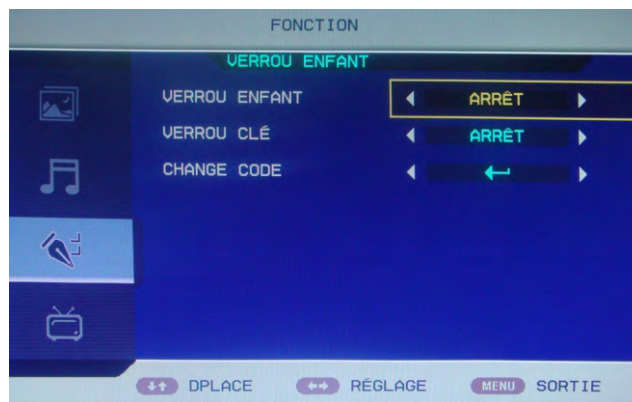 FONCTION
VERROU ENFANT
VERROU ENFANT ARRÊT
VERROU CLÉ ARRÊT
CHANGE CODE
DPLACE RÉGLAGE MENU SORTIE